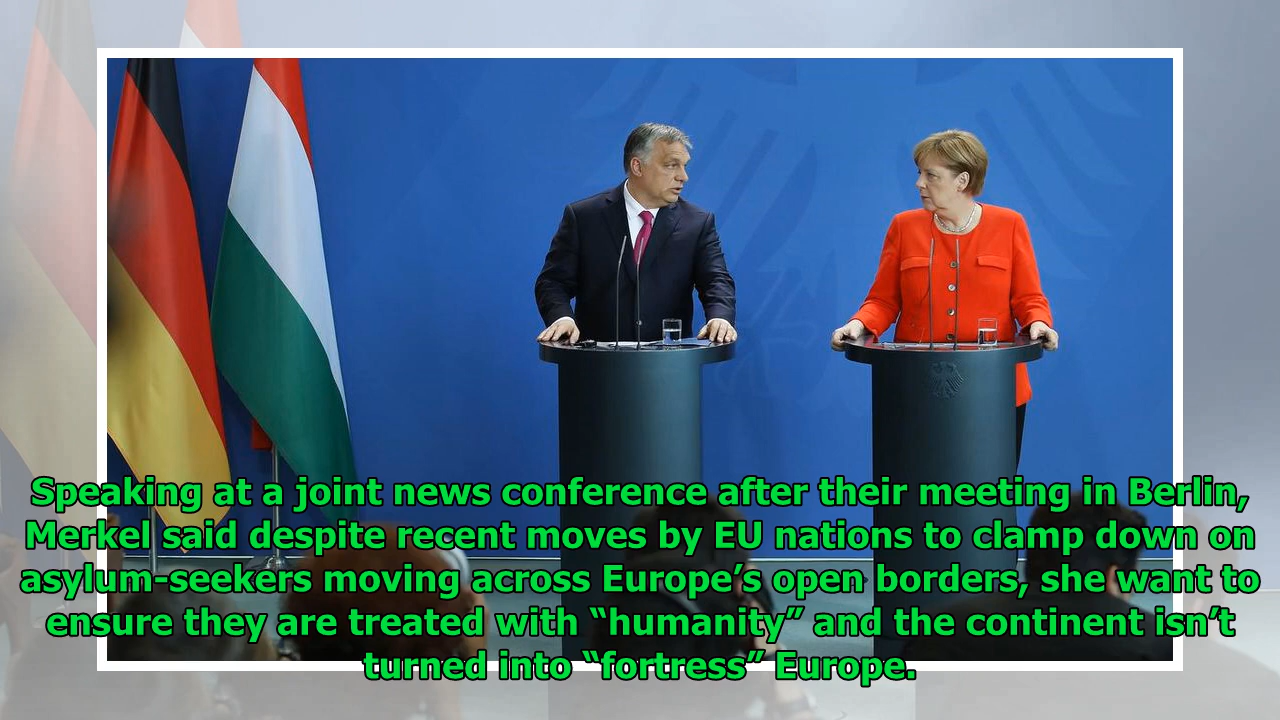 Speaking at a joint news conference after their meeting in Berlin,
Merkel said despite recent moves by EU nations to clamp down on
asylum-seekers moving across Europe’s open borders, she want to
ensure they are treated with “humanity” and the continent isn’t
turned into “fortress” Europe.